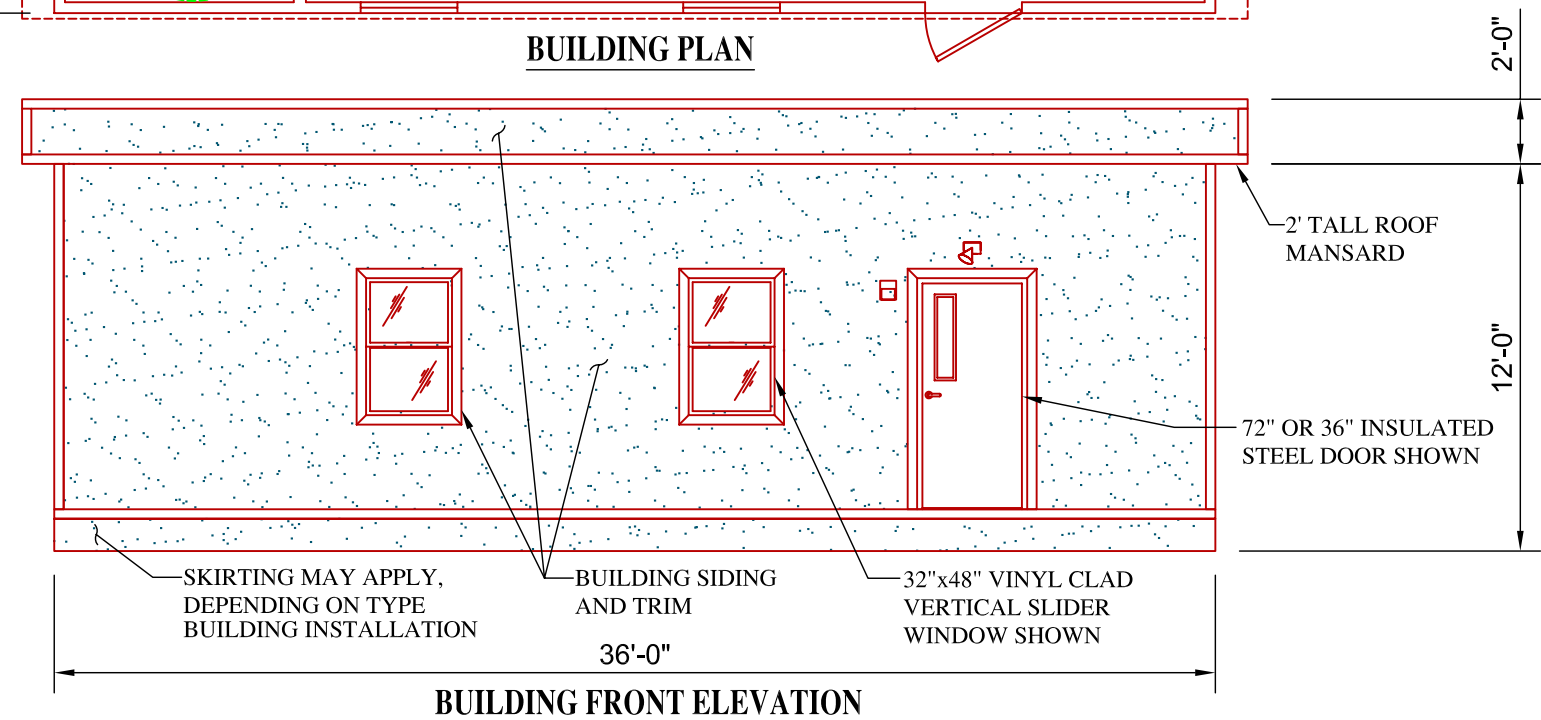 BUILDING PLAN
2'-0"
2' TALL ROOF
MANSARD
12'-0"
72" OR 36" INSULATED
STEEL DOOR SHOWN
SKIRTING MAY APPLY,
DEPENDING ON TYPE
BUILDING INSTALLATION
BUILDING SIDING
AND TRIM
32"x48" VINYL CLAD
VERTICAL SLIDER
WINDOW SHOWN
36'-0"
BUILDING FRONT ELEVATION